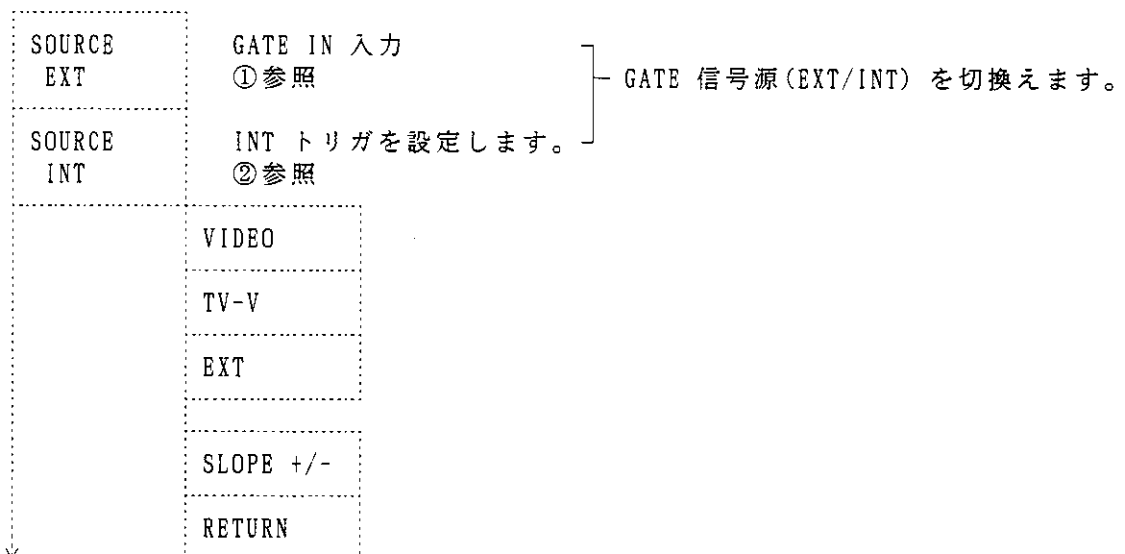 SOURCE GATE IN 入力
EXT ①参照
GATE 信号源(EXT/INT) を切換えます。
SOURCE INT トリガを設定します。
INT ②参照
VIDEO
TV-V
EXT
SLOPE +/-
RETURN